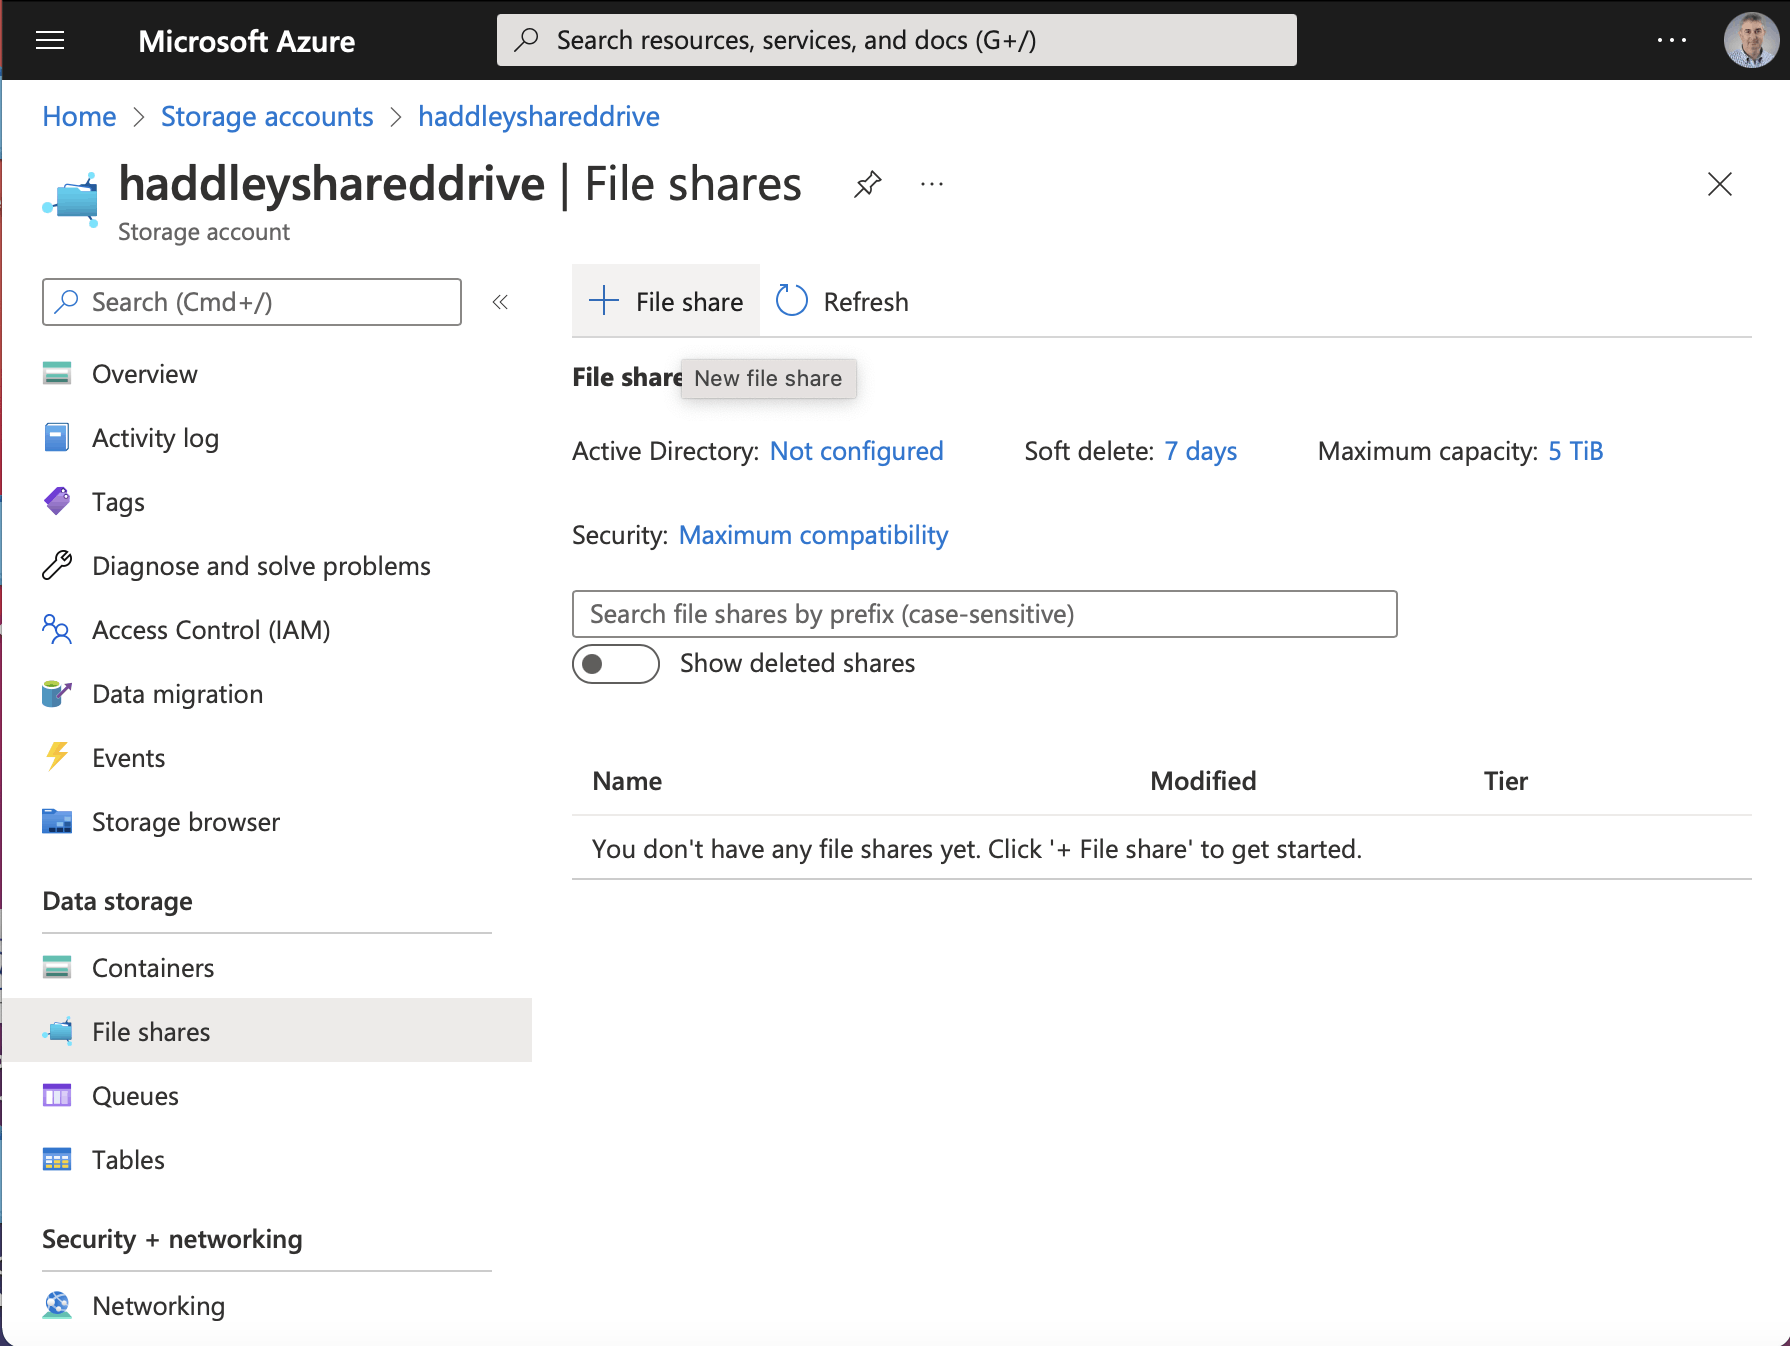 Microsoft Azure
Search resources, services, and docs (G+/)
Home > Storage accounts > haddleyshareddrive
haddleyshareddrive | File shares
Storage account
Search (Cmd+/)
File share
Refresh
File share
New file share
Active Directory: Not configured
Soft delete: 7 days
Maximum capacity: 5 TiB
Security: Maximum compatibility
Search file shares by prefix (case-sensitive)
Show deleted shares
Name
Modified
Tier
You don't have any file shares yet. Click '+ File share' to get started.
Overview
Activity log
Tags
Diagnose and solve problems
Access Control (IAM)
Data migration
Events
Storage browser
Data storage
Containers
File shares
Queues
Tables
Security + networking
Networking